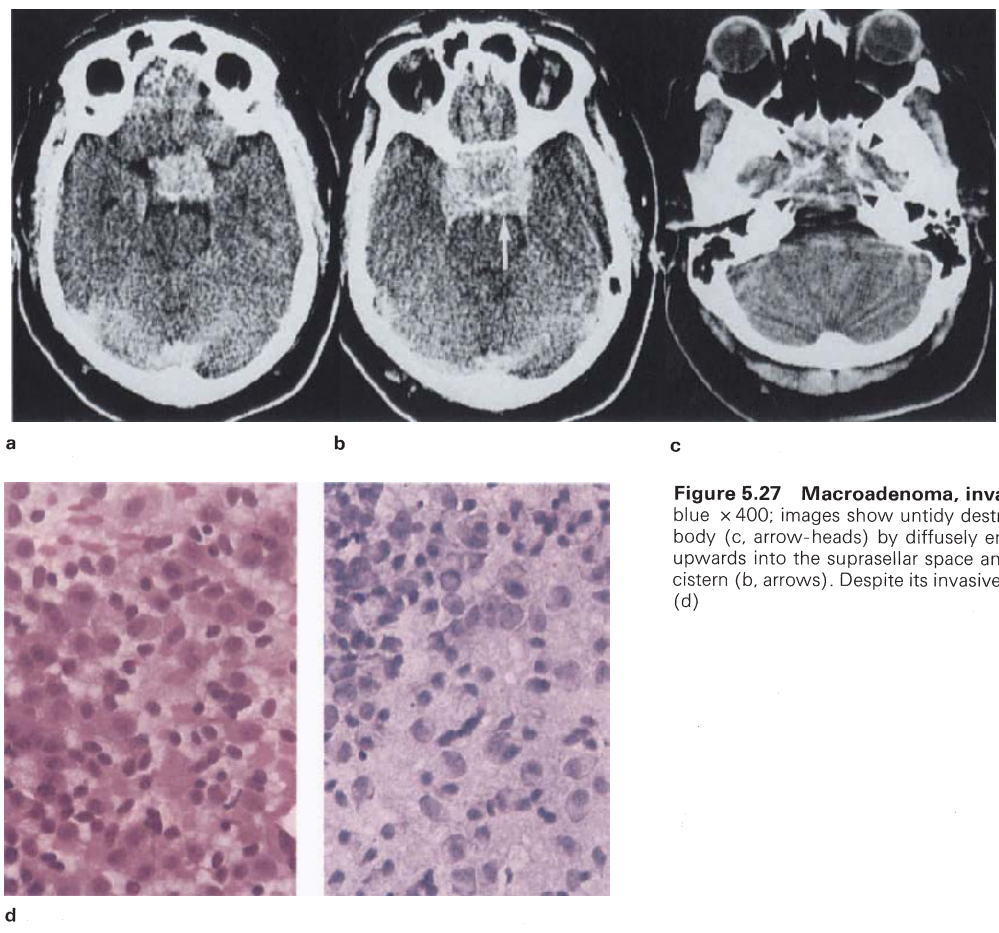 a
b
c
Figure 5.27 Macroadenoma, inva
blue ×400; images show untidy destr
body (c, arrow-heads) by diffusely en
upwards into the suprasellar space an
cistern (b, arrows). Despite its invasive
(d)
d